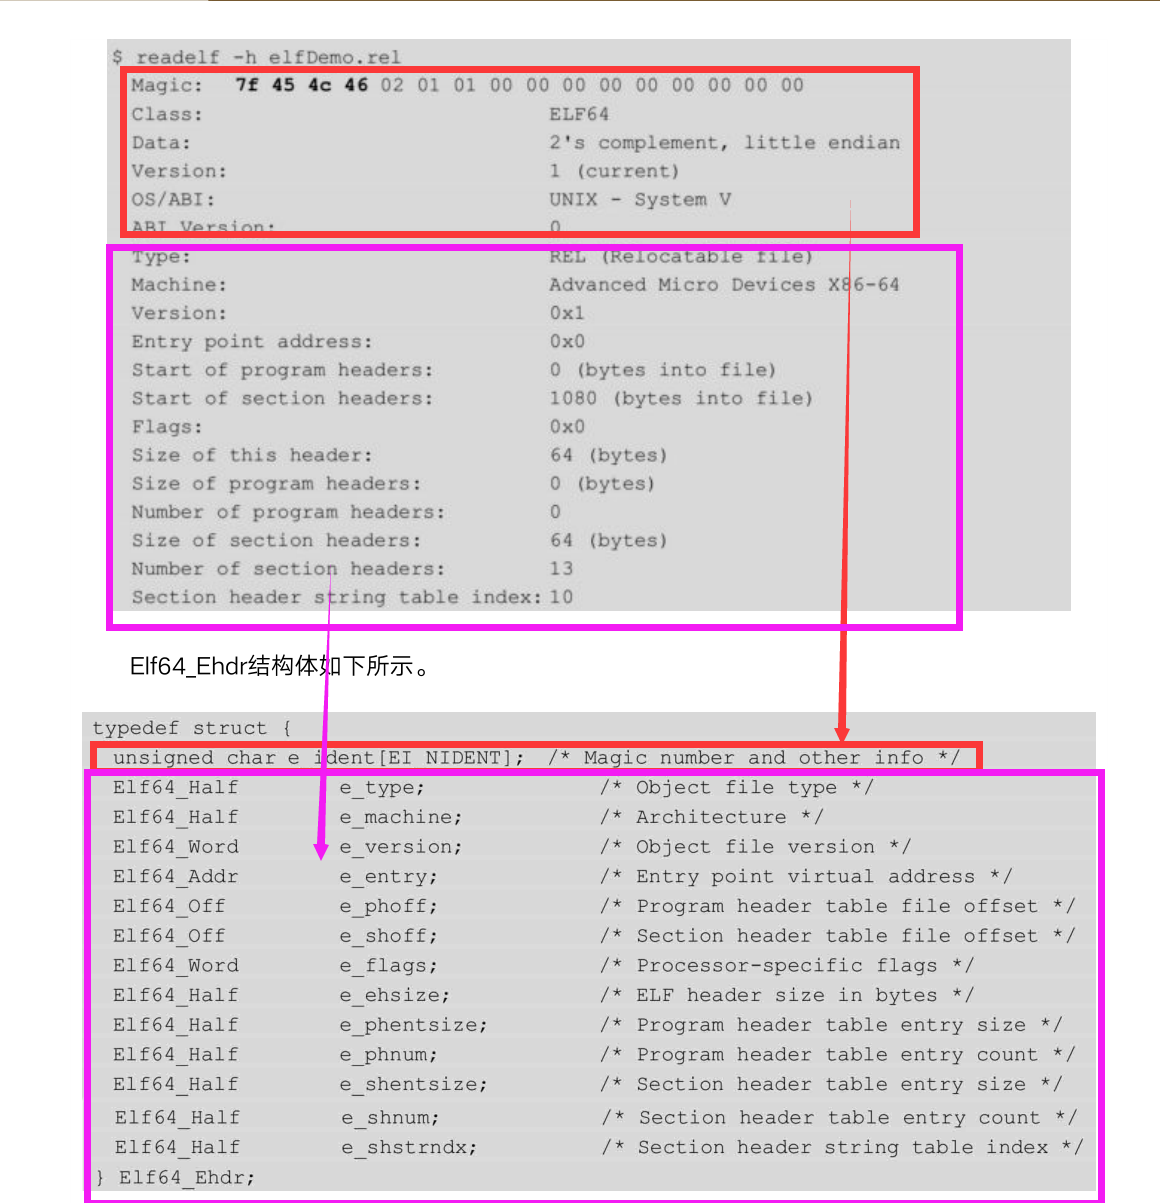 $ readelf -h elfDemo.rel
Magic: 7f 45 4c 46 02 01 01 00 00 00 00 00 00 00 00 00
Class: ELF64
Data: 2's complement, little endian
Version: 1 (current)
OS/ABI: UNIX - System V
ABI Version: 0
Type: REL (Relocatable file)
Machine: Advanced Micro Devices X86-64
Version: 0x1
Entry point address: 0x0
Start of program headers: 0 (bytes into file)
Start of section headers: 1080 (bytes into file)
Flags: 0x0
Size of this header: 64 (bytes)
Size of program headers: 0 (bytes)
Number of program headers: 0
Size of section headers: 64 (bytes)
Number of section headers: 13
Section header string table index: 10
Elf64_Ehdr结构体如下所示。
typedef struct {
unsigned char e_ident[EI_NIDENT]; /* Magic number and other info */
Elf64_Half e_type; /* Object file type */
Elf64_Half e_machine; /* Architecture */
Elf64_Word e_version; /* Object file version */
Elf64_Addr e_entry; /* Entry point virtual address */
Elf64_Off e_phoff; /* Program header table file offset */
Elf64_Off e_shoff; /* Section header table file offset */
Elf64_Word e_flags; /* Processor-specific flags */
Elf64_Half e_ehsize; /* ELF header size in bytes */
Elf64_Half e_phentsize; /* Program header table entry size */
Elf64_Half e_phnum; /* Program header table entry count */
Elf64_Half e_shentsize; /* Section header table entry size */
Elf64_Half e_shnum; /* Section header table entry count */
Elf64_Half e_shstrndx; /* Section header string table index */
} Elf64_Ehdr;